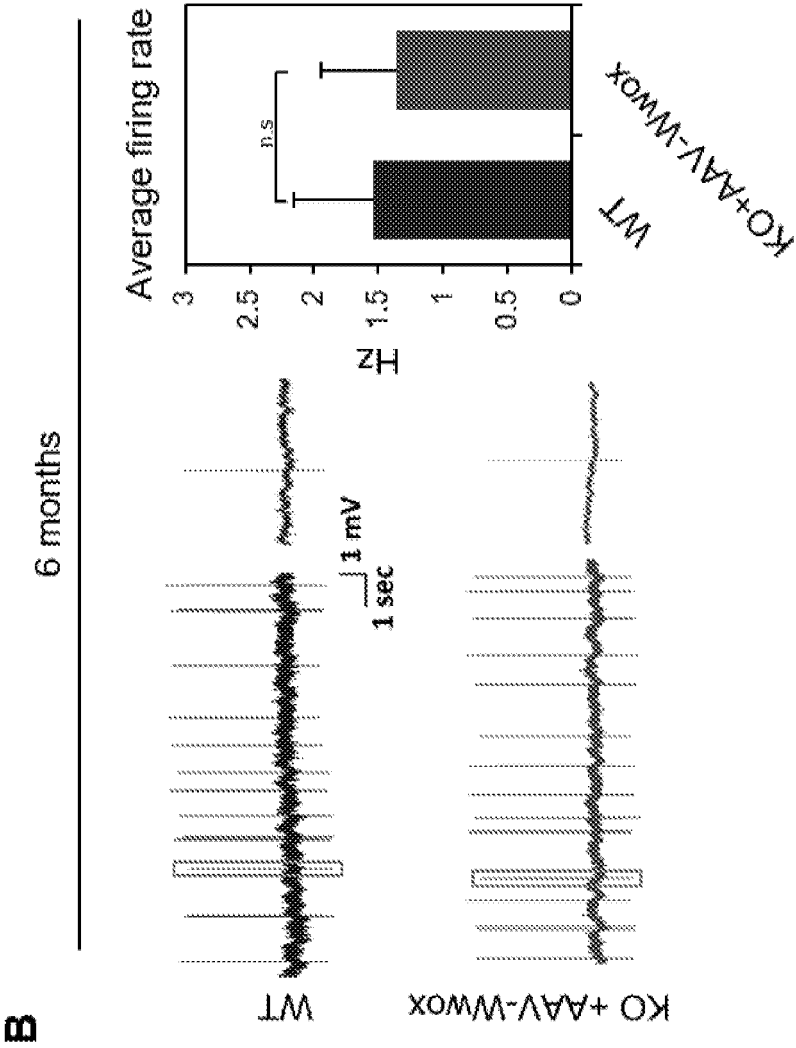 B
6 months
WT
KO +AAV-Wwox
1 mV
1 sec
Average firing rate
Hz
3
2.5
2
1.5
1
0.5
0
n.s
WT
KO+AAV-Wwox